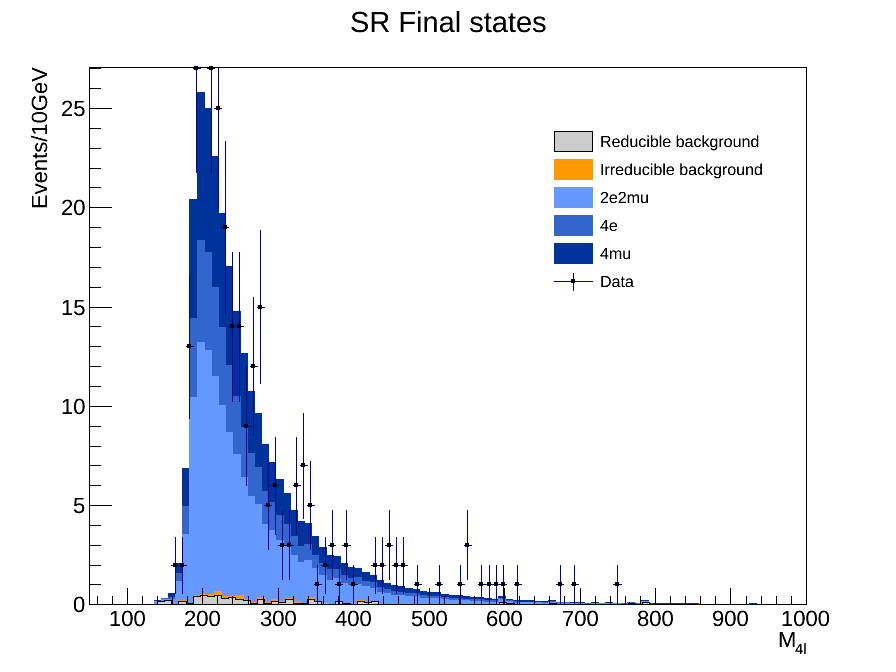 SR Final states
Events/10GeV
25
20
15
10
5
0
Reducible background
Irreducible background
2e2mu
4e
4mu
Data
100 200 300 400 500 600 700 800 900 1000
M4l